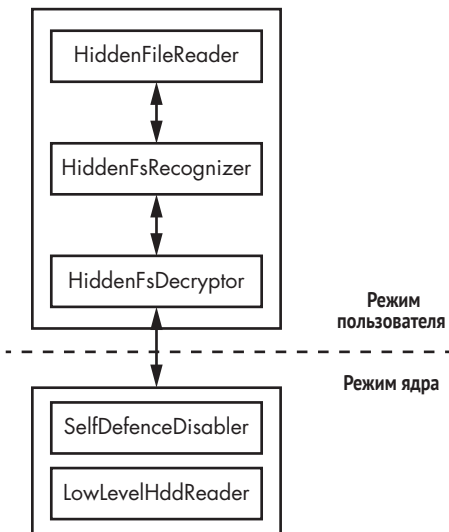 HiddenFileReader
HiddenFsRecognizer
HiddenFsDecryptor
Режим
пользователя
Режим ядра
SelfDefenceDisabler
LowLevelHddReader